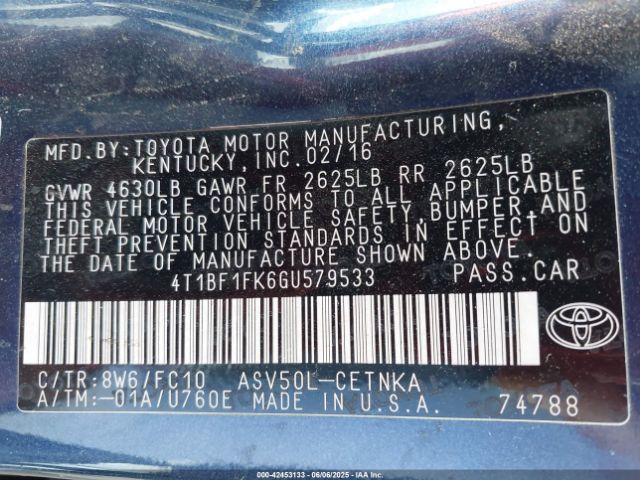 MFD.BY:TOYOTA MOTOR MANUFACTURING,
KENTUCKY,INC.02/16
GVWR 4630LB GAWR FR 2625LB RR 2625LB
THIS VEHICLE CONFORMS TO ALL APPLICABLE
FEDERAL MOTOR VEHICLE SAFETY,BUMPER,AND
THEFT PREVENTION STANDARDS IN EFFECT ON
THE DATE OF MANUFACTURE SHOWN ABOVE.
4T1BF1FK6GU579533 PASS.CAR
C/TR:8W6/FC10 ASV50L-CETNKA
A/TM:-01A/U760E MADE IN U.S.A. 74788
000-42453133 - 06/06/2025 - IAAI.com